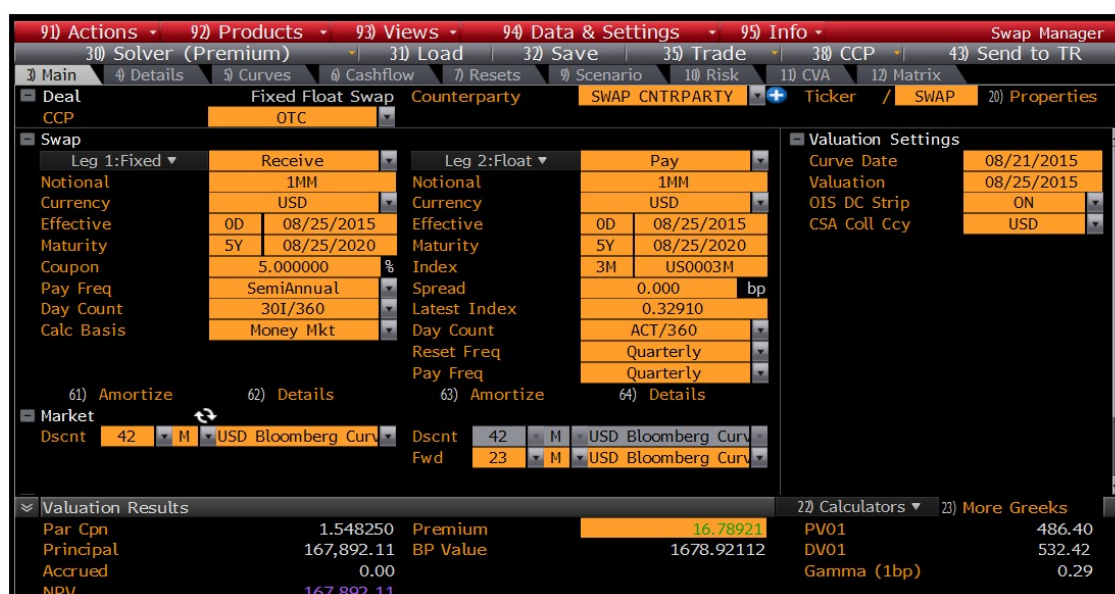 91) Actions 92) Products 93) Views 94) Data & Settings 95) Info Swap Manager
30) Solver (Premium) 31) Load 32) Save 35) Trade 38) CCP 43) Send to TR
3) Main 4) Details 5) Curves 6) Cashflow 7) Resets 9) Scenario 10) Risk 11) CVA 12) Matrix
Deal Fixed Float Swap Counterparty SWAP CNTRPARTY Ticker / SWAP 20) Properties
CCP OTC
Swap Valuation Settings
Leg 1:Fixed Receive Leg 2:Float Pay Curve Date 08/21/2015
Notional 1MM Notional 1MM Valuation 08/25/2015
Currency USD Currency USD OIS DC Strip ON
Effective 0D 08/25/2015 Effective 0D 08/25/2015 CSA Coll Ccy USD
Maturity 5Y 08/25/2020 Maturity 5Y 08/25/2020
Coupon 5.000000 % Index 3M US0003M
Pay Freq SemiAnnual Spread 0.000 bp
Day Count 30I/360 Latest Index 0.32910
Calc Basis Money Mkt Day Count ACT/360
Reset Freq Quarterly
Pay Freq Quarterly
61) Amortize 62) Details 63) Amortize 64) Details
Market
Dscnt 42 M USD Bloomberg Curv Dscnt 42 M USD Bloomberg Curv
Fwd 23 M USD Bloomberg Curv
Valuation Results 22) Calculators 23) More Greeks
Par Cpn 1.548250 Premium 16.78921 PV01 486.40
Principal 167,892.11 BP Value 1678.92112 DV01 532.42
Accrued 0.00 Gamma (1bp) 0.29
NPV 167,892.11